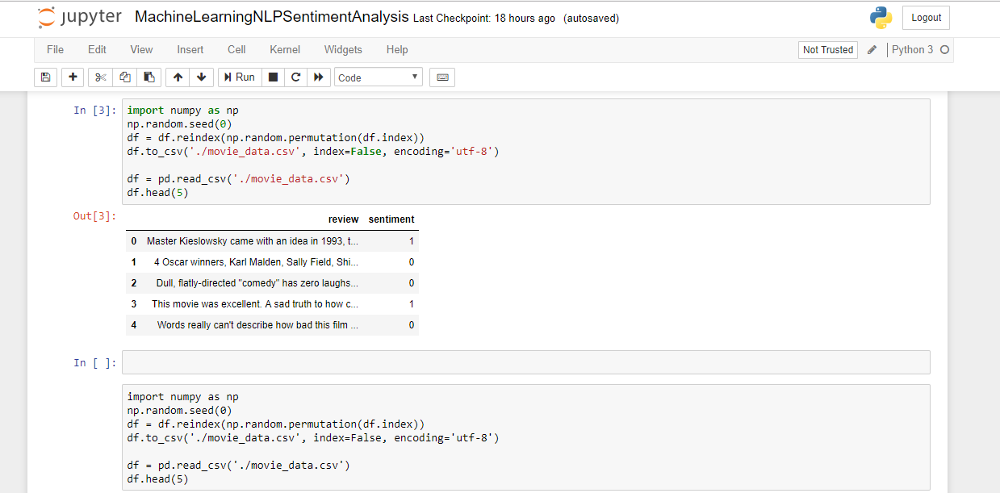 jupyter MachineLearningNLPSentimentAnalysis Last Checkpoint: 18 hours ago (autosaved) Logout
File Edit View Insert Cell Kernel Widgets Help Not Trusted Python 3
Run Code
In [3]: import numpy as np
np.random.seed(0)
df = df.reindex(np.random.permutation(df.index))
df.to_csv('./movie_data.csv', index=False, encoding='utf-8')
df = pd.read_csv('./movie_data.csv')
df.head(5)
Out[3]:
review sentiment
0 Master Kieslowsky came with an idea in 1993, t... 1
1 4 Oscar winners, Karl Malden, Sally Field, Shi... 0
2 Dull, flatly-directed "comedy" has zero laughs... 0
3 This movie was excellent. A sad truth to how c... 1
4 Words really can't describe how bad this film ... 0
In [ ]:
import numpy as np
np.random.seed(0)
df = df.reindex(np.random.permutation(df.index))
df.to_csv('./movie_data.csv', index=False, encoding='utf-8')
df = pd.read_csv('./movie_data.csv')
df.head(5)